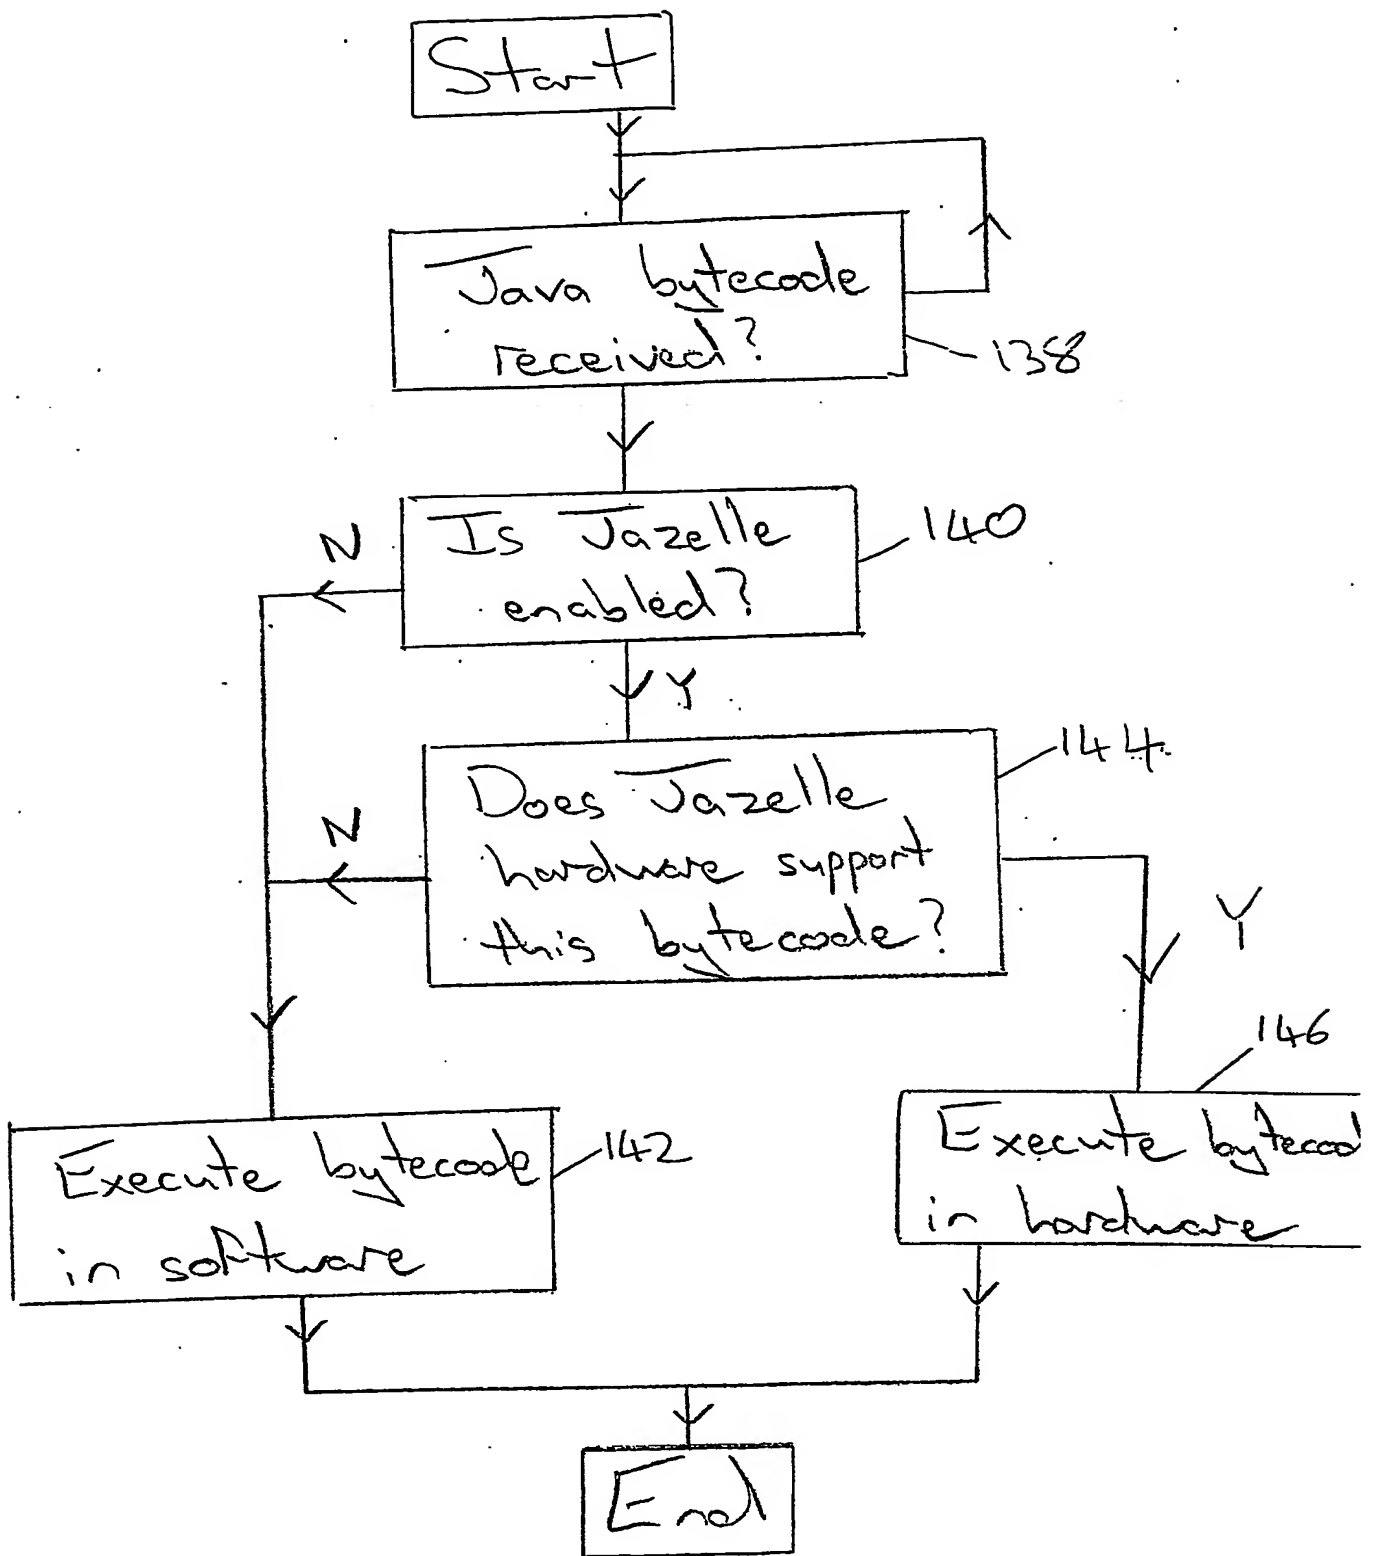 Start
Java bytecode
received?
138
Is Jazelle
enabled?
140
N
Y
Does Jazelle
hardware support
this bytecode?
144
N
Y
Execute bytecode
in software
142
Execute bytecod
in hardware
146
End